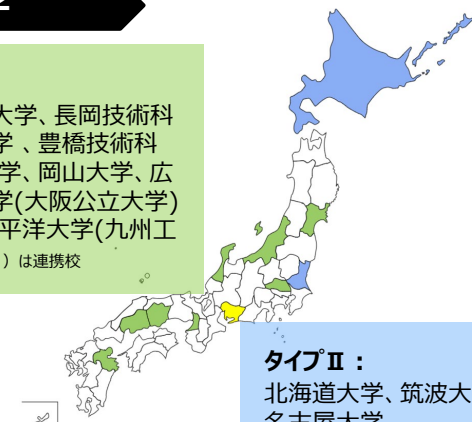 大学、長岡技術科
学 、豊橋技術科
学、岡山大学、広
学(大阪公立大学)
平洋大学(九州工
)は連携校
タイプⅡ：
北海道大学、筑波大